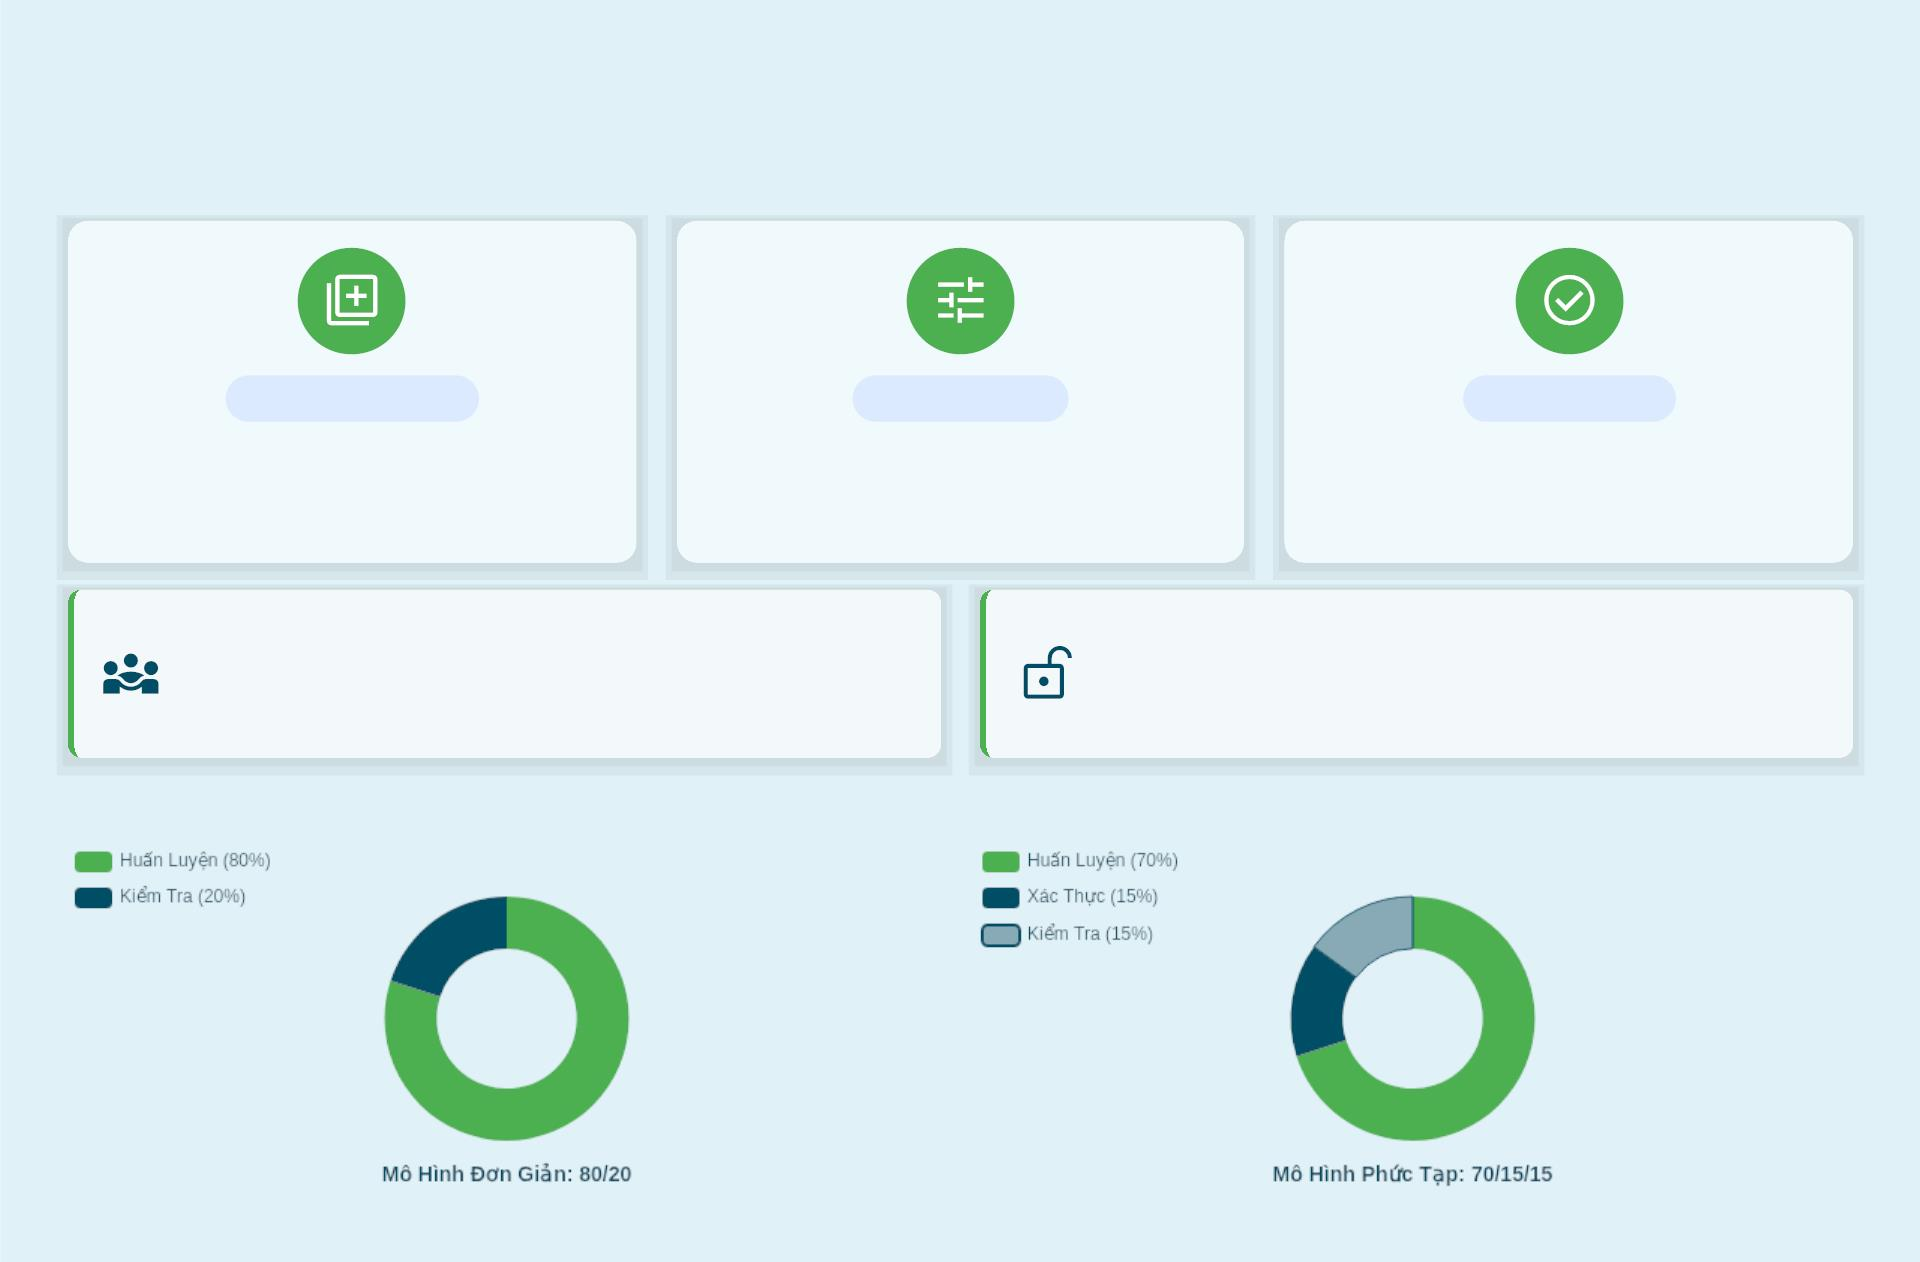 Huấn Luyện (80%)
Kiểm Tra (20%)
Mô Hình Đơn Giản: 80/20
Huấn Luyện (70%)
Xác Thực (15%)
Kiểm Tra (15%)
Mô Hình Phức Tạp: 70/15/15